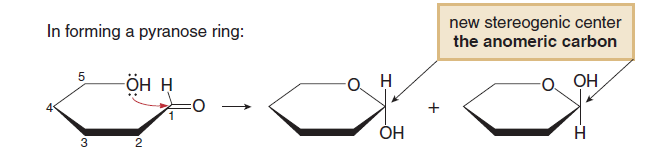 In forming a pyranose ring:
new stereogenic center
the anomeric carbon
5
ÖH H
4
O
1
3
2
O H
OH
+
O OH
H